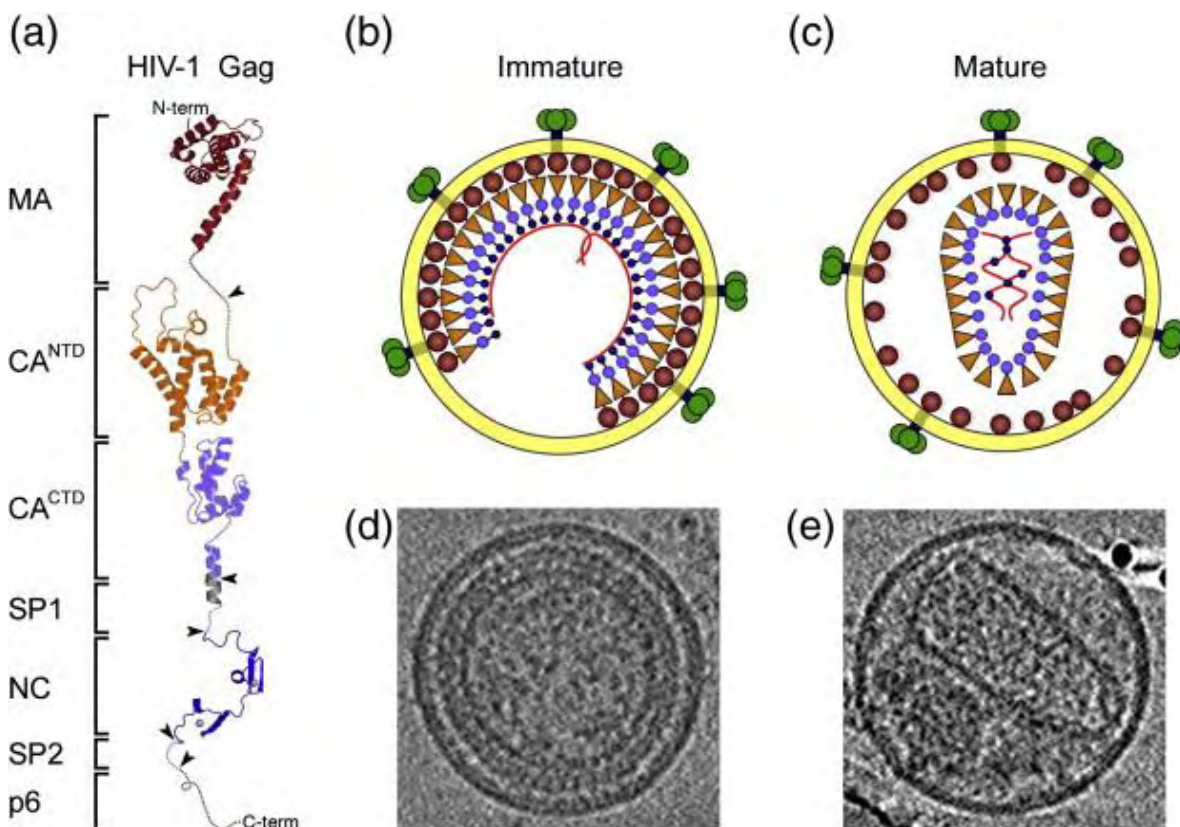 (a)
HIV-1 Gag
N-term
MA
CA^NTD
CA^CTD
SP1
NC
SP2
p6
C-term
(b)
Immature
(c)
Mature
(d)
(e)